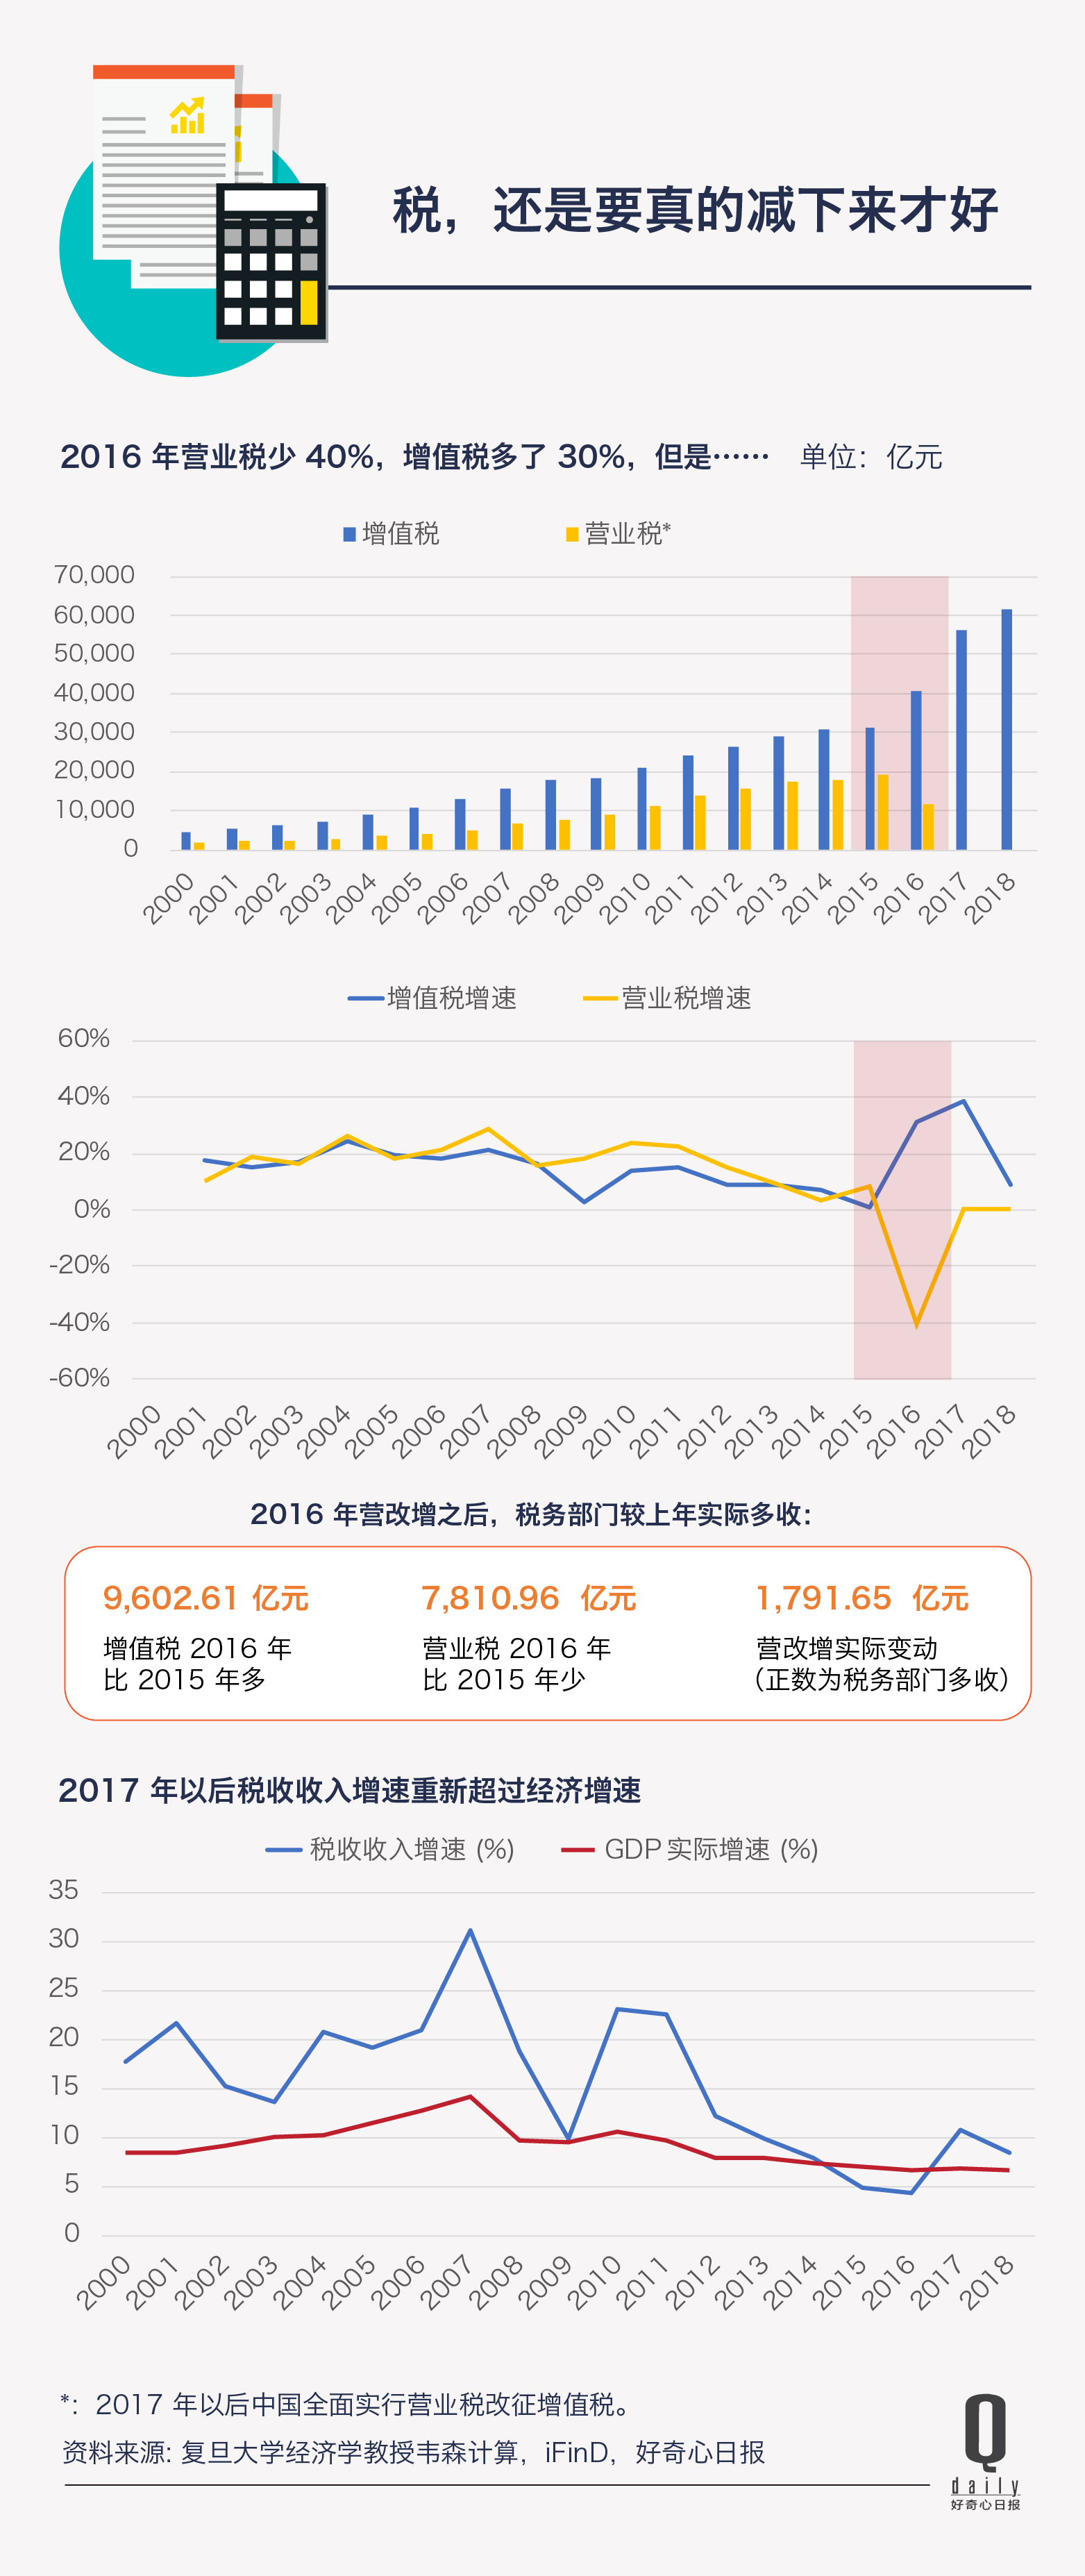 税，还是要真的减下来才好
2016 年营业税少 40%，增值税多了 30%，但是…… 单位：亿元
增值税 营业税*
70,000
60,000
50,000
40,000
30,000
20,000
10,000
0
2000 2001 2002 2003 2004 2005 2006 2007 2008 2009 2010 2011 2012 2013 2014 2015 2016 2017 2018
增值税增速 营业税增速
60%
40%
20%
0%
-20%
-40%
-60%
2000 2001 2002 2003 2004 2005 2006 2007 2008 2009 2010 2011 2012 2013 2014 2015 2016 2017 2018
2016 年营改增之后，税务部门较上年实际多收：
9,602.61 亿元 7,810.96 亿元 1,791.65 亿元
增值税 2016 年 营业税 2016 年 营改增实际变动
比 2015 年多 比 2015 年少 （正数为税务部门多收）
2017 年以后税收收入增速重新超过经济增速
税收收入增速 (%) GDP 实际增速 (%)
35
30
25
20
15
10
5
0
2000 2001 2002 2003 2004 2005 2006 2007 2008 2009 2010 2011 2012 2013 2014 2015 2016 2017 2018
*：2017 年以后中国全面实行营业税改征增值税。
资料来源: 复旦大学经济学教授韦森计算，iFinD，好奇心日报
Q
daily
好奇心日报